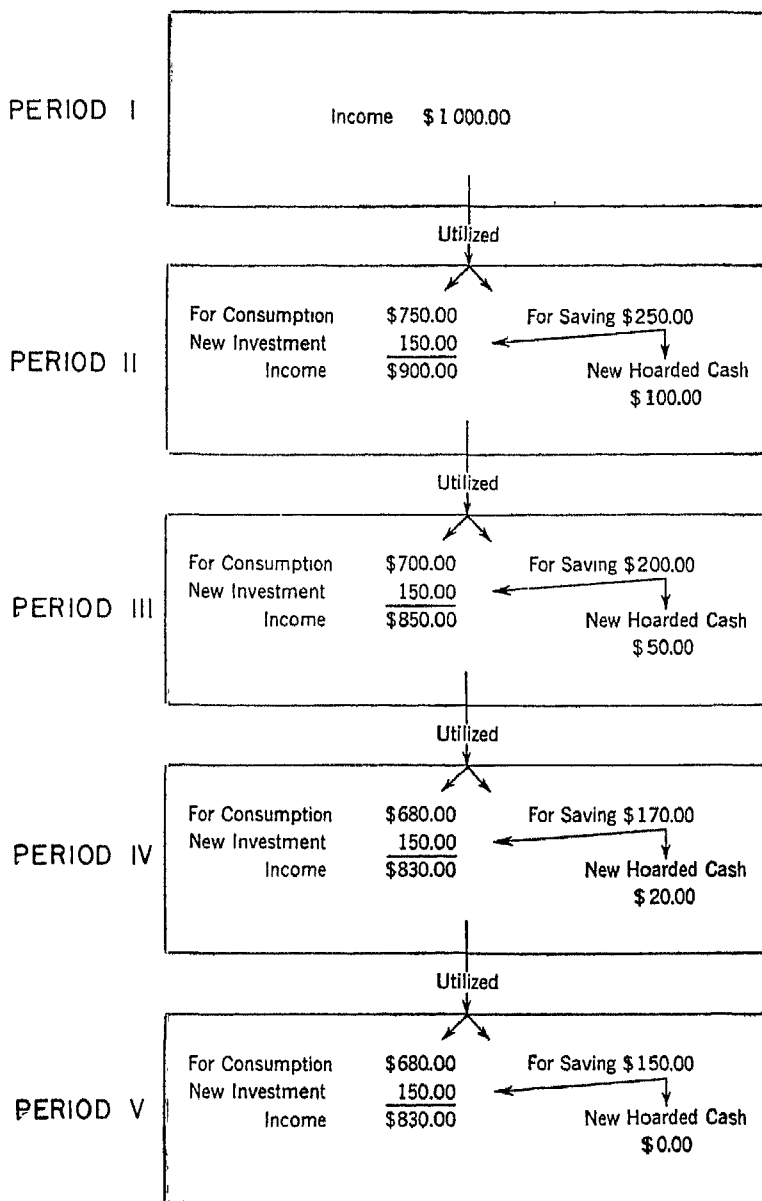 PERIOD I
Income $1000.00
Utilized
PERIOD II
For Consumption $750.00 For Saving $250.00
New Investment 150.00
Income $900.00 New Hoarded Cash
$100.00
Utilized
PERIOD III
For Consumption $700.00 For Saving $200.00
New Investment 150.00
Income $850.00 New Hoarded Cash
$50.00
Utilized
PERIOD IV
For Consumption $680.00 For Saving $170.00
New Investment 150.00
Income $830.00 New Hoarded Cash
$20.00
Utilized
PERIOD V
For Consumption $680.00 For Saving $150.00
New Investment 150.00
Income $830.00 New Hoarded Cash
$0.00